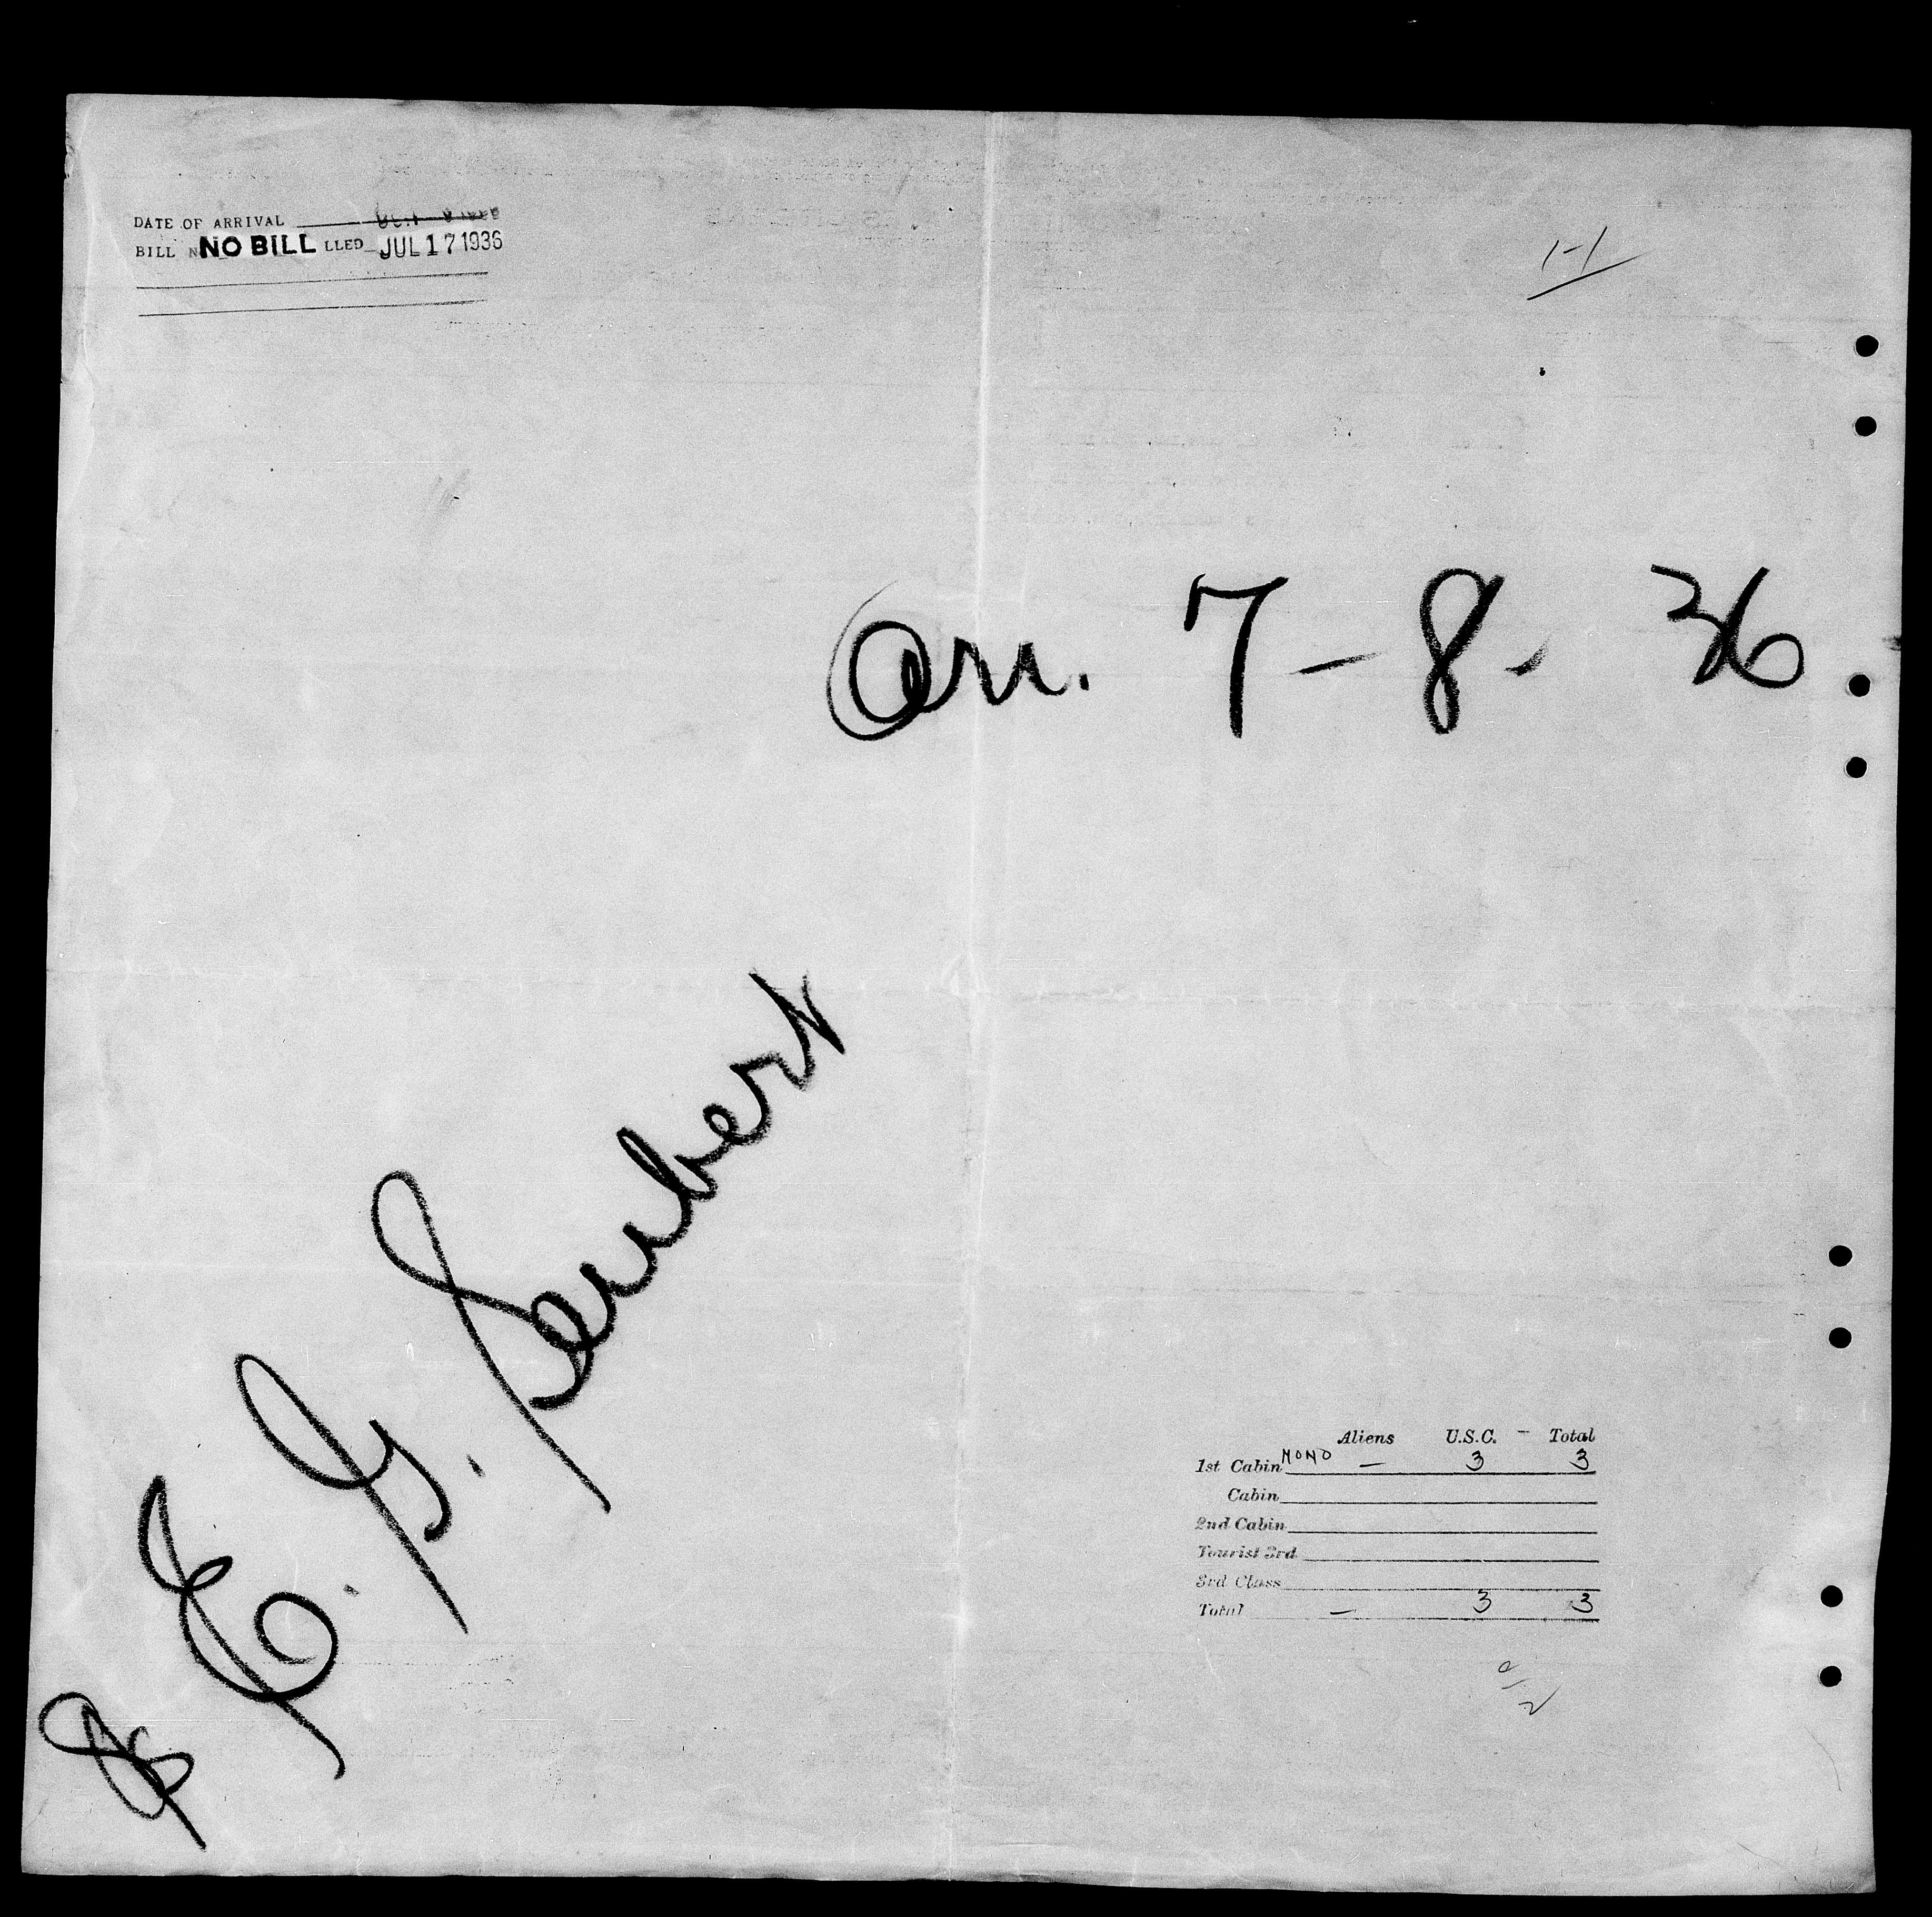 DATE OF ARRIVAL
BILL N NO BILL LLED JUL 17 1936
1-1
Arr. 7-8-36
SS E. G. Seubert
Aliens U.S.C. - Total
1st Cabin MONO — 3 3
Cabin
2nd Cabin
Tourist 3rd
3rd Class
Total — 3 3